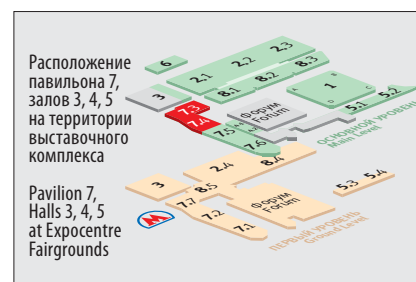 Расположение
павильона 7,
залов 3, 4, 5
на территории
выставочного
комплекса
Pavilion 7,
Halls 3, 4, 5
at Expocentre
Fairgrounds
6
2.1 2.2 2.3
3
8.1 8.2 8.3
7.3
7.4
7.5
7.6
Форум
Forum
1
A
B
C
D
5.1 5.2
ОСНОВНОЙ УРОВЕНЬ
Main Level
3
2.4 8.4
8.5
7.7
7.2
7.1
Форум
Forum
5.3 5.4
ПЕРВЫЙ УРОВЕНЬ
Ground Level
М